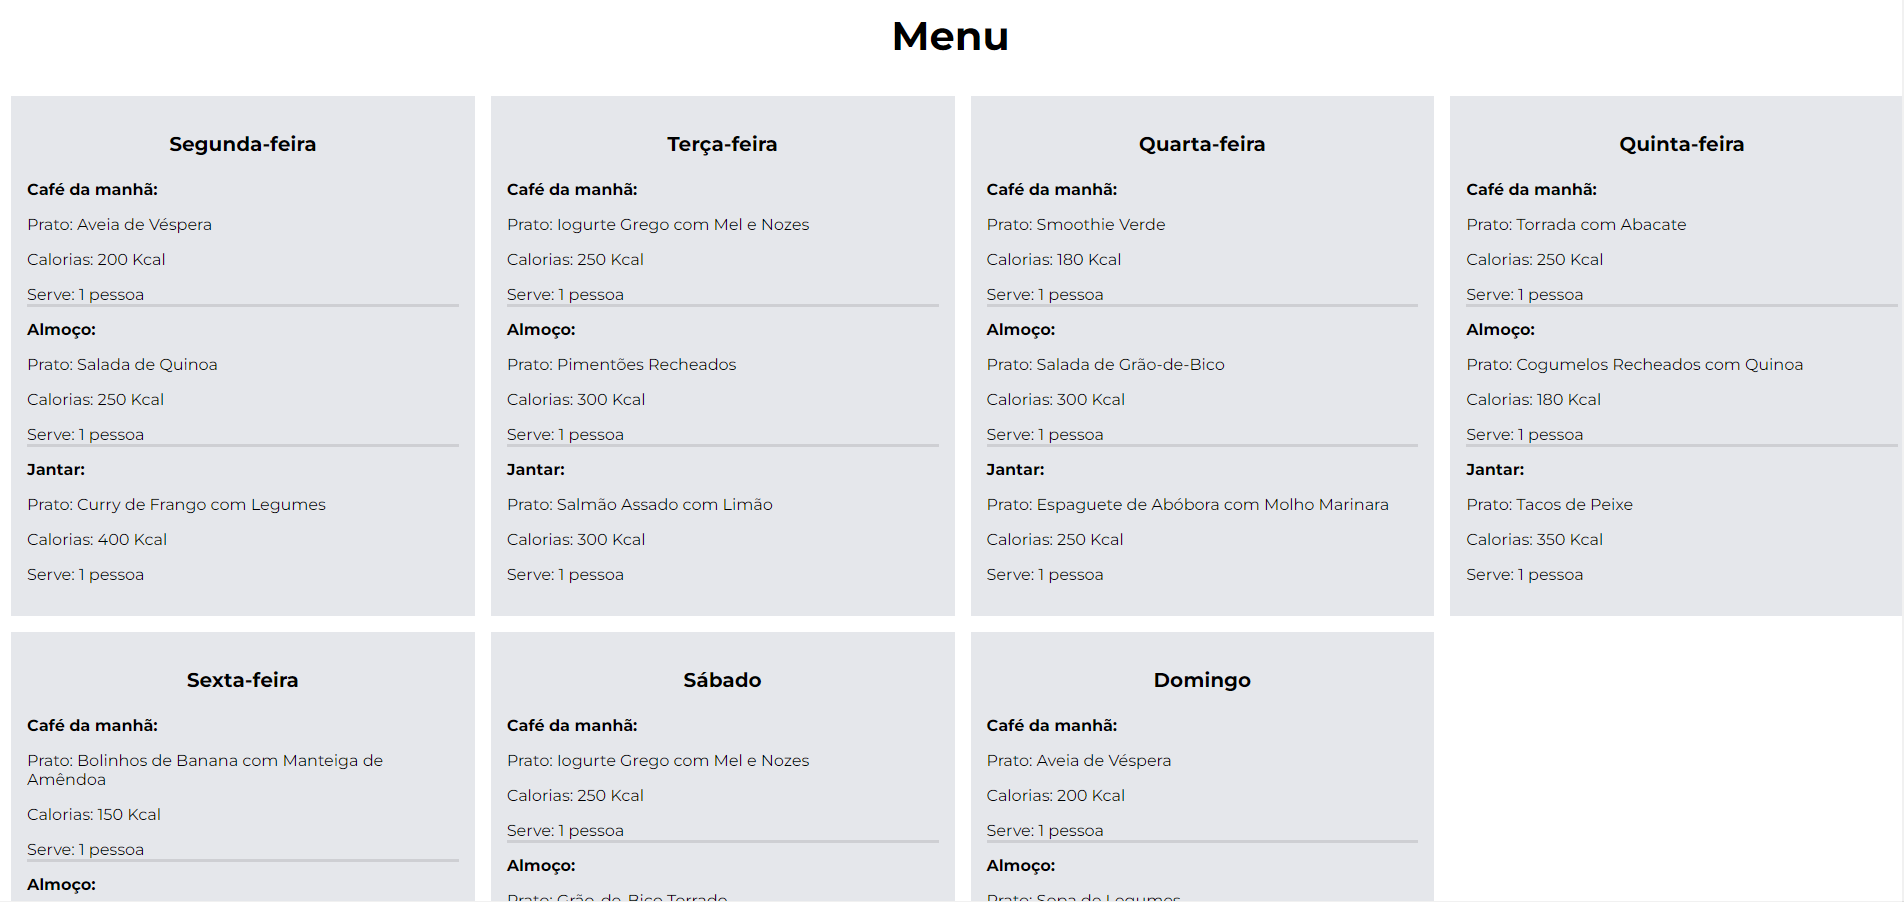 Menu
Segunda-feira
Café da manhã:
Prato: Aveia de Véspera
Calorias: 200 Kcal
Serve: 1 pessoa
Almoço:
Prato: Salada de Quinoa
Calorias: 250 Kcal
Serve: 1 pessoa
Jantar:
Prato: Curry de Frango com Legumes
Calorias: 400 Kcal
Serve: 1 pessoa
Terça-feira
Café da manhã:
Prato: Iogurte Grego com Mel e Nozes
Calorias: 250 Kcal
Serve: 1 pessoa
Almoço:
Prato: Pimentões Recheados
Calorias: 300 Kcal
Serve: 1 pessoa
Jantar:
Prato: Salmão Assado com Limão
Calorias: 300 Kcal
Serve: 1 pessoa
Quarta-feira
Café da manhã:
Prato: Smoothie Verde
Calorias: 180 Kcal
Serve: 1 pessoa
Almoço:
Prato: Salada de Grão-de-Bico
Calorias: 300 Kcal
Serve: 1 pessoa
Jantar:
Prato: Espaguete de Abóbora com Molho Marinara
Calorias: 250 Kcal
Serve: 1 pessoa
Quinta-feira
Café da manhã:
Prato: Torrada com Abacate
Calorias: 250 Kcal
Serve: 1 pessoa
Almoço:
Prato: Cogumelos Recheados com Quinoa
Calorias: 180 Kcal
Serve: 1 pessoa
Jantar:
Prato: Tacos de Peixe
Calorias: 350 Kcal
Serve: 1 pessoa
Sexta-feira
Café da manhã:
Prato: Bolinhos de Banana com Manteiga de
Amêndoa
Calorias: 150 Kcal
Serve: 1 pessoa
Almoço:
Sábado
Café da manhã:
Prato: Iogurte Grego com Mel e Nozes
Calorias: 250 Kcal
Serve: 1 pessoa
Almoço:
Prato: Grão-de-Bico Torrado
Domingo
Café da manhã:
Prato: Aveia de Véspera
Calorias: 200 Kcal
Serve: 1 pessoa
Almoço:
Prato: Sopa de Legumes